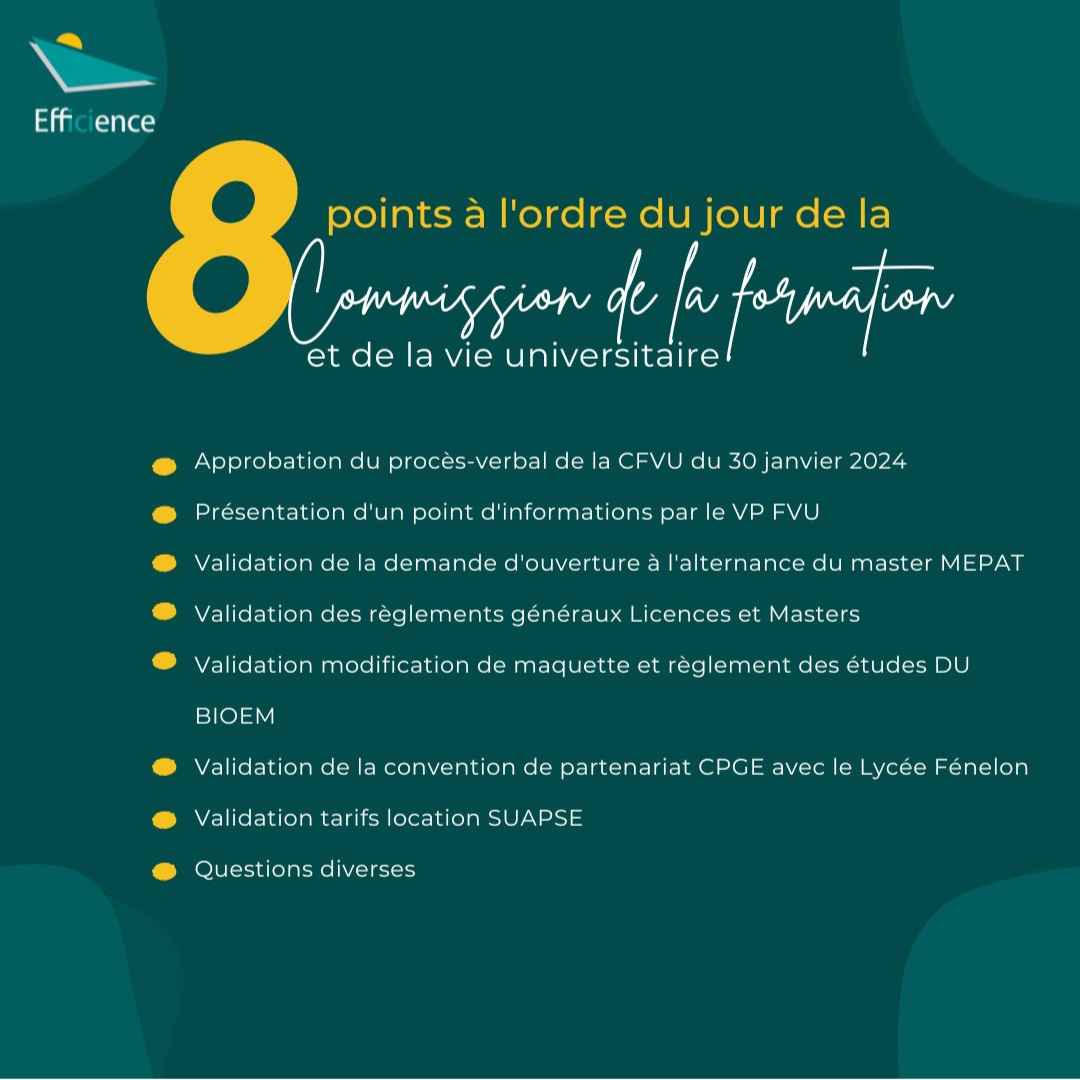 Efficience
8
points à l'ordre du jour de la
Commission de la formation
et de la vie universitaire
Approbation du procès-verbal de la CFVU du 30 janvier 2024
Présentation d'un point d'informations par le VP FVU
Validation de la demande d'ouverture à l'alternance du master MEPAT
Validation des règlements généraux Licences et Masters
Validation modification de maquette et règlement des études DU
BIOEM
Validation de la convention de partenariat CPGE avec le Lycée Fénelon
Validation tarifs location SUAPSE
Questions diverses